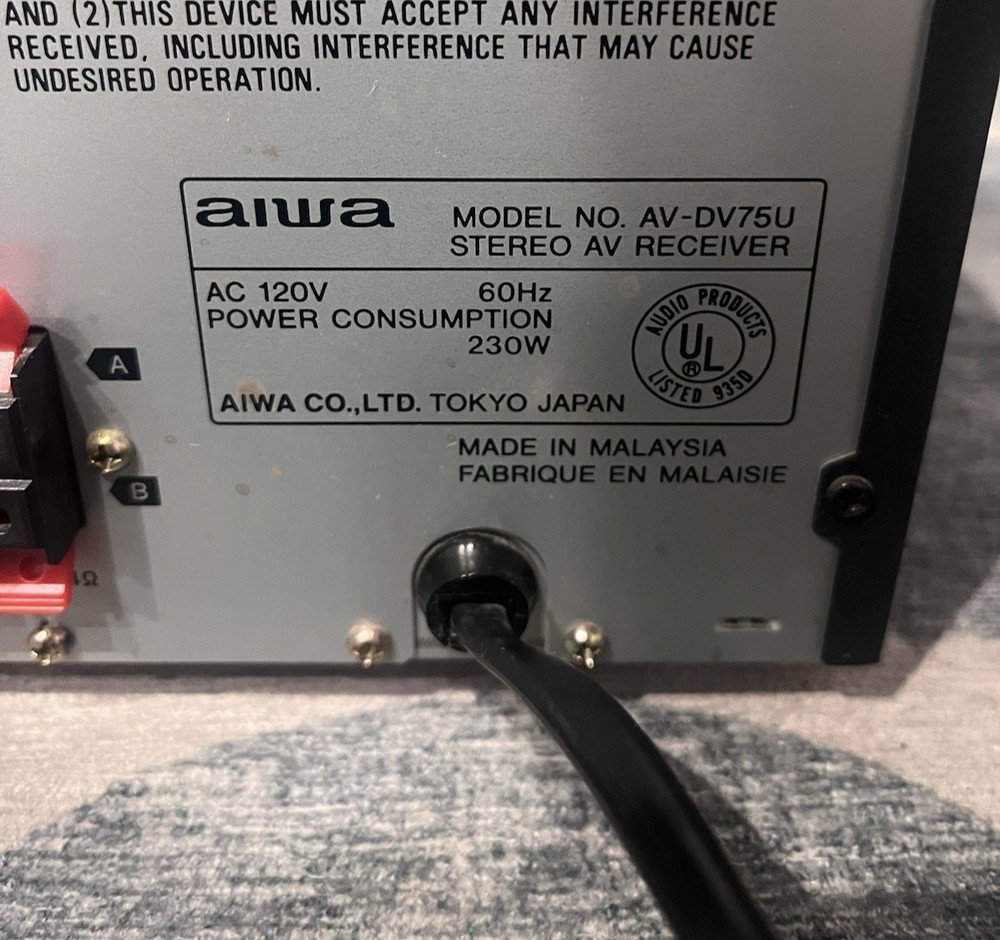 AND (2)THIS DEVICE MUST ACCEPT ANY INTERFERENCE
RECEIVED, INCLUDING INTERFERENCE THAT MAY CAUSE
UNDESIRED OPERATION.
aiwa
MODEL NO. AV-DV75U
STEREO AV RECEIVER
AC 120V 60Hz
POWER CONSUMPTION
230W
AUDIO PRODUCTS
UL ®
LISTED 9350
AIWA CO.,LTD. TOKYO JAPAN
MADE IN MALAYSIA
FABRIQUE EN MALAISIE
A
B
Ω